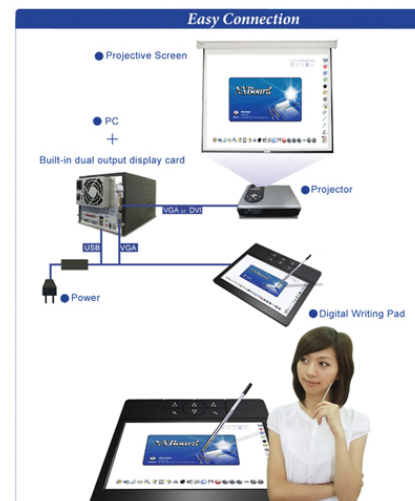 Easy Connection
Projective Screen
PC
+
Built-in dual output display card
Projector
VGA or DVI
USB
VGA
Power
Digital Writing Pad